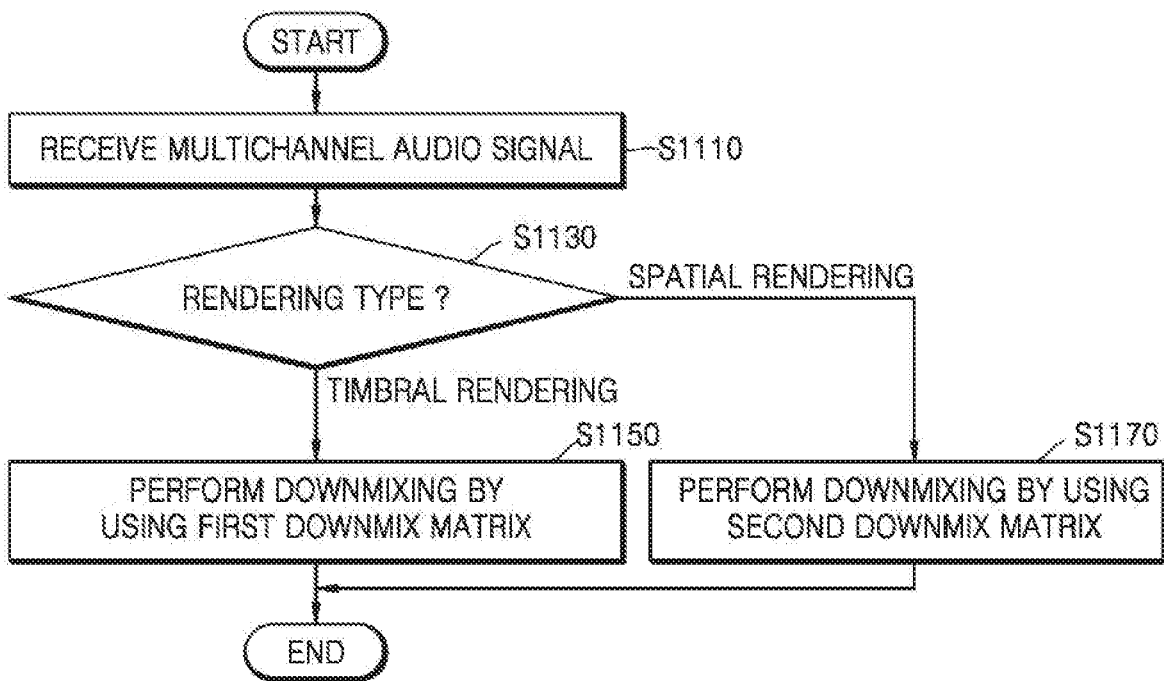 START
RECEIVE MULTICHANNEL AUDIO SIGNAL
S1110
S1130
RENDERING TYPE ?
SPATIAL RENDERING
TIMBRAL RENDERING
S1150
PERFORM DOWNMIXING BY
USING FIRST DOWNMIX MATRIX
S1170
PERFORM DOWNMIXING BY USING
SECOND DOWNMIX MATRIX
END